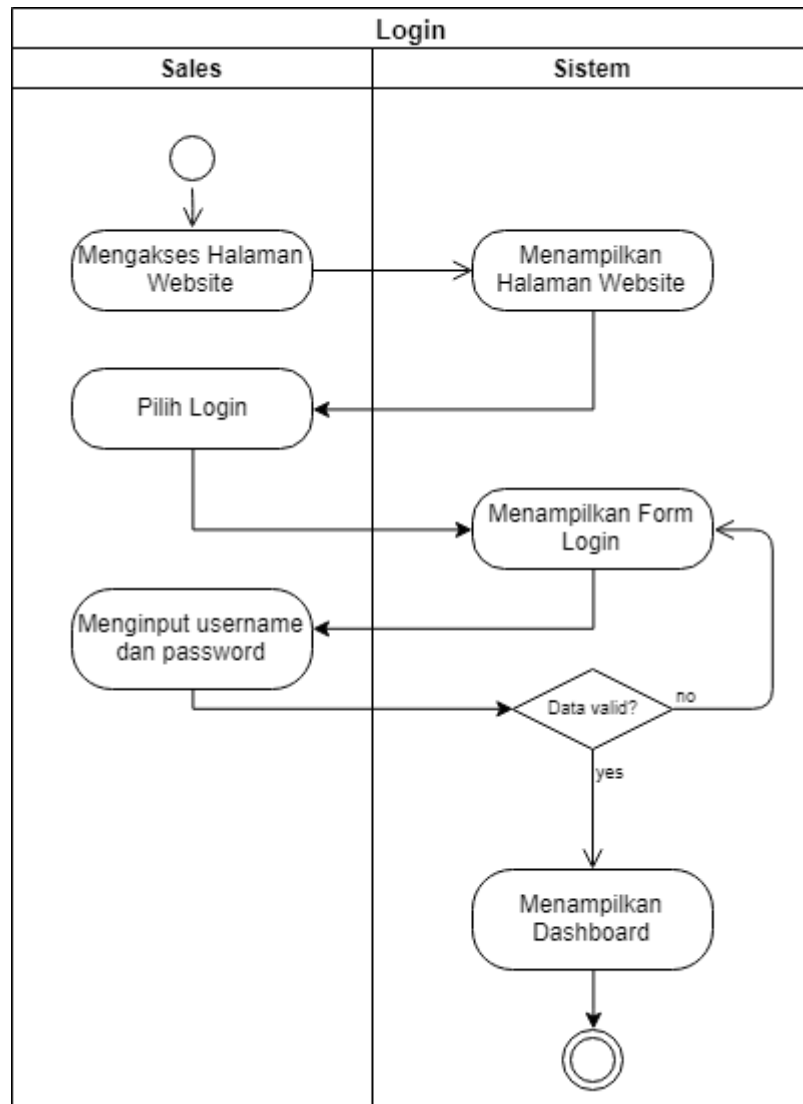 Login
Sales
Sistem
Mengakses Halaman
Website
Menampilkan
Halaman Website
Pilih Login
Menampilkan Form
Login
Menginput username
dan password
Data valid?
no
yes
Menampilkan
Dashboard